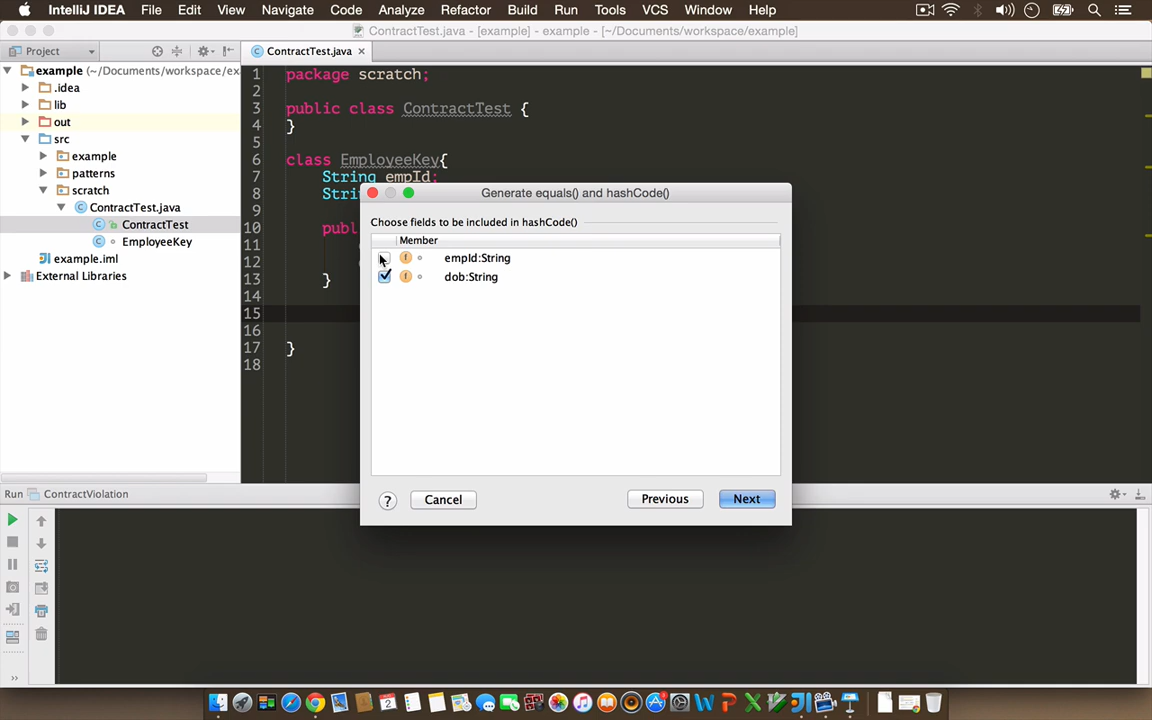 IntelliJ IDEA File Edit View Navigate Code Analyze Refactor Build Run Tools VCS Window Help
ContractTest.java - [example] - example - [~/Documents/workspace/example]
Project
ContractTest.java
example (~/Documents/workspace/ex
.idea
lib
out
src
example
patterns
scratch
ContractTest.java
ContractTest
EmployeeKey
example.iml
External Libraries
1 package scratch;
2
3 public class ContractTest {
4 }
5
6 class EmployeeKey{
7 String empId;
8 Stri
9
10 publ
11
12
13 }
14
15
16
17 }
18
Generate equals() and hashCode()
Choose fields to be included in hashCode()
Member
f empId:String
f dob:String
? Cancel Previous Next
Run ContractViolation